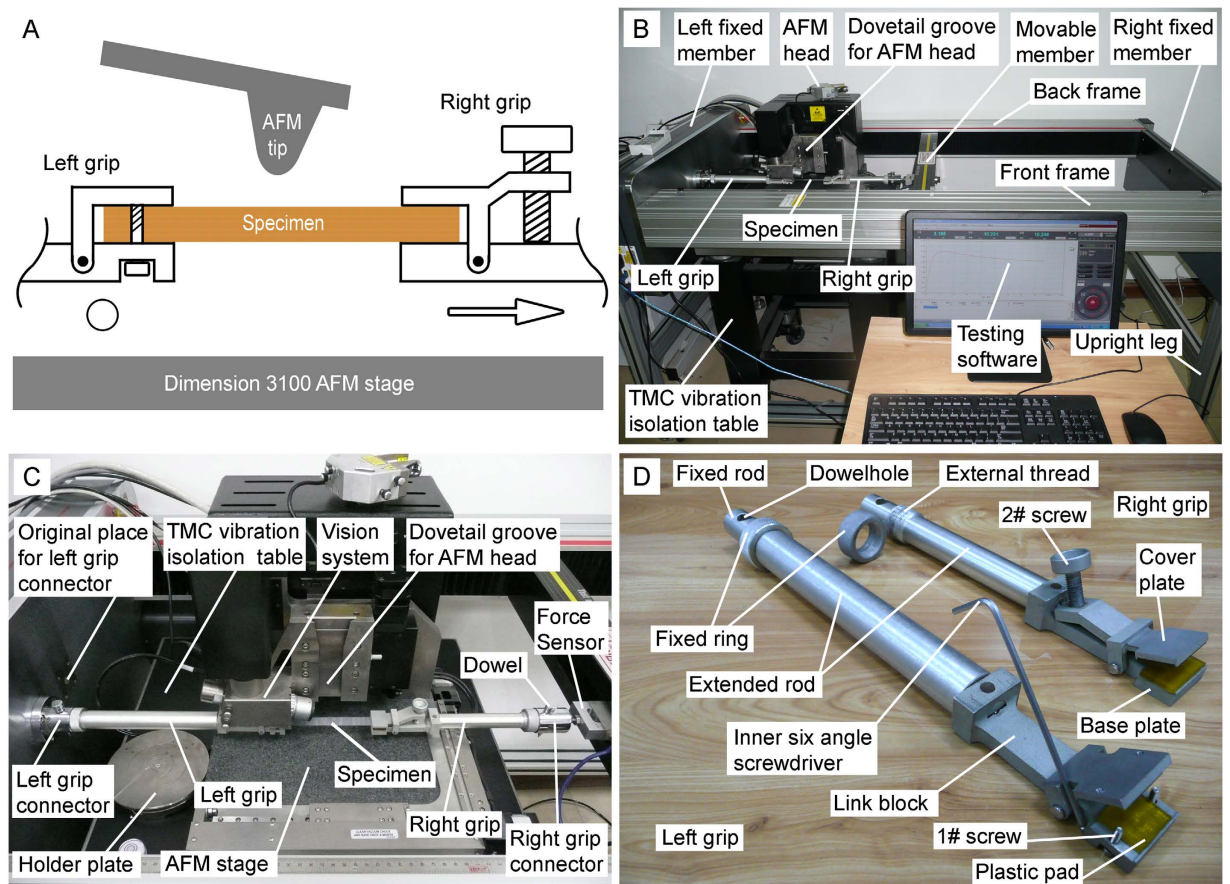 A
AFM
tip
Right grip
Left grip
Specimen
Dimension 3100 AFM stage
B
Left fixed
member
AFM
head
Dovetail groove
for AFM head
Movable
member
Right fixed
member
Back frame
Front frame
Specimen
Left grip
Right grip
Testing
software
Upright leg
TMC vibration
isolation table
C
Original place
for left grip
connector
TMC vibration
isolation table
Vision
system
Dovetail groove
for AFM head
Force
Sensor
Dowel
Left grip
connector
Left grip
Specimen
Right grip
Right grip
connector
Holder plate
AFM stage
D
Fixed rod
Dowelhole
External thread
Right grip
2# screw
Cover
plate
Fixed ring
Extended rod
Base plate
Inner six angle
screwdriver
Link block
Left grip
1# screw
Plastic pad